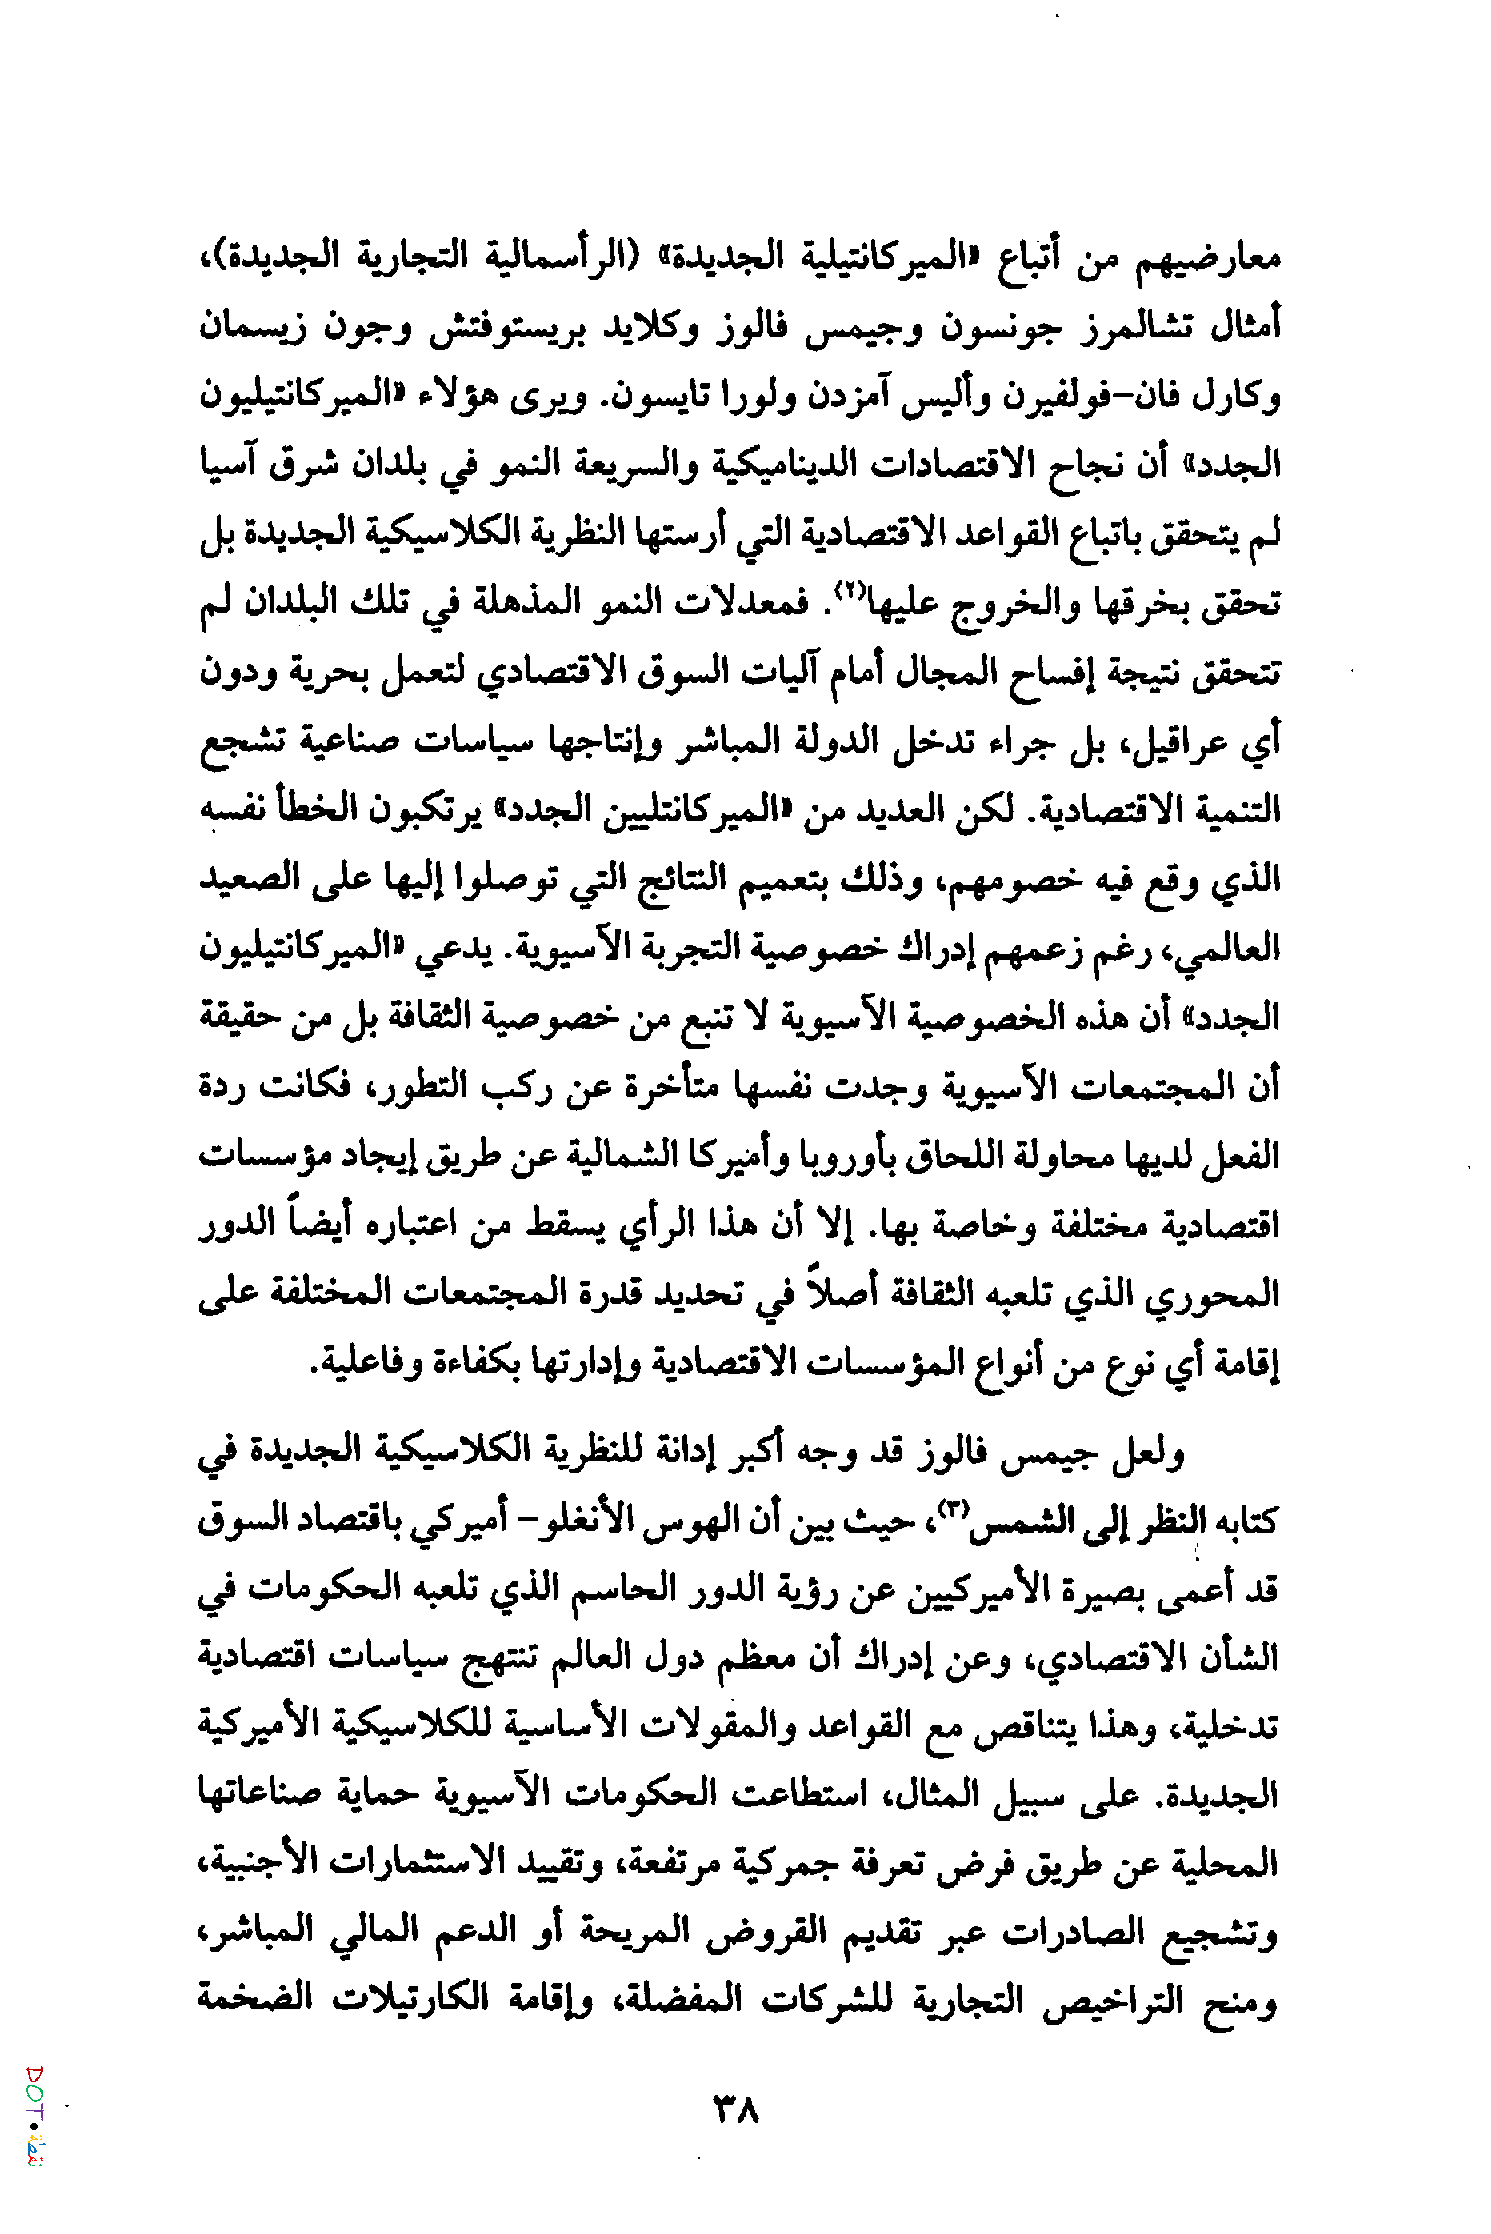 معارضيهم من أتباع «الميركانتيلية الجديدة» (الرأسمالية التجارية الجديدة)،
أمثال تشالمرز جونسون وجيمس فالوز وكلايد بريستوفتش وجون زيسمان
وكارل فان-فولفيرن وأليس آمزدن ولورا تايسون. ويرى هؤلاء «الميركانتيليون
الجدد» أن نجاح الاقتصادات الديناميكية والسريعة النمو في بلدان شرق آسيا
لم يتحقق باتباع القواعد الاقتصادية التي أرستها النظرية الكلاسيكية الجديدة بل
تحقق بخرقها والخروج عليها(٢). فمعدلات النمو المذهلة في تلك البلدان لم
تتحقق نتيجة إفساح المجال أمام آليات السوق الاقتصادي لتعمل بحرية ودون
أي عراقيل، بل جراء تدخل الدولة المباشر وإنتاجها سياسات صناعية تشجع
التنمية الاقتصادية. لكن العديد من «الميركانتليين الجدد» يرتكبون الخطأ نفسه
الذي وقع فيه خصومهم، وذلك بتعميم النتائج التي توصلوا إليها على الصعيد
العالمي، رغم زعمهم إدراك خصوصية التجربة الآسيوية. يدعي «الميركانتيليون
الجدد» أن هذه الخصوصية الآسيوية لا تنبع من خصوصية الثقافة بل من حقيقة
أن المجتمعات الآسيوية وجدت نفسها متأخرة عن ركب التطور، فكانت ردة
الفعل لديها محاولة اللحاق بأوروبا وأميركا الشمالية عن طريق إيجاد مؤسسات
اقتصادية مختلفة وخاصة بها. إلا أن هذا الرأي يسقط من اعتباره أيضاً الدور
المحوري الذي تلعبه الثقافة أصلاً في تحديد قدرة المجتمعات المختلفة على
إقامة أي نوع من أنواع المؤسسات الاقتصادية وإدارتها بكفاءة وفاعلية.
ولعل جيمس فالوز قد وجه أكبر إدانة للنظرية الكلاسيكية الجديدة في
كتابه النظر إلى الشمس(٣)، حيث بين أن الهوس الأنغلو- أميركي باقتصاد السوق
قد أعمى بصيرة الأميركيين عن رؤية الدور الحاسم الذي تلعبه الحكومات في
الشأن الاقتصادي، وعن إدراك أن معظم دول العالم تنتهج سياسات اقتصادية
تدخلية، وهذا يتناقص مع القواعد والمقولات الأساسية للكلاسيكية الأميركية
الجديدة. على سبيل المثال، استطاعت الحكومات الآسيوية حماية صناعاتها
المحلية عن طريق فرض تعرفة جمركية مرتفعة، وتقييد الاستثمارات الأجنبية،
وتشجيع الصادرات عبر تقديم القروض المريحة أو الدعم المالي المباشر،
ومنح التراخيص التجارية للشركات المفضلة، وإقامة الكارتيلات الضخمة
٣٨
DOT•نقطة